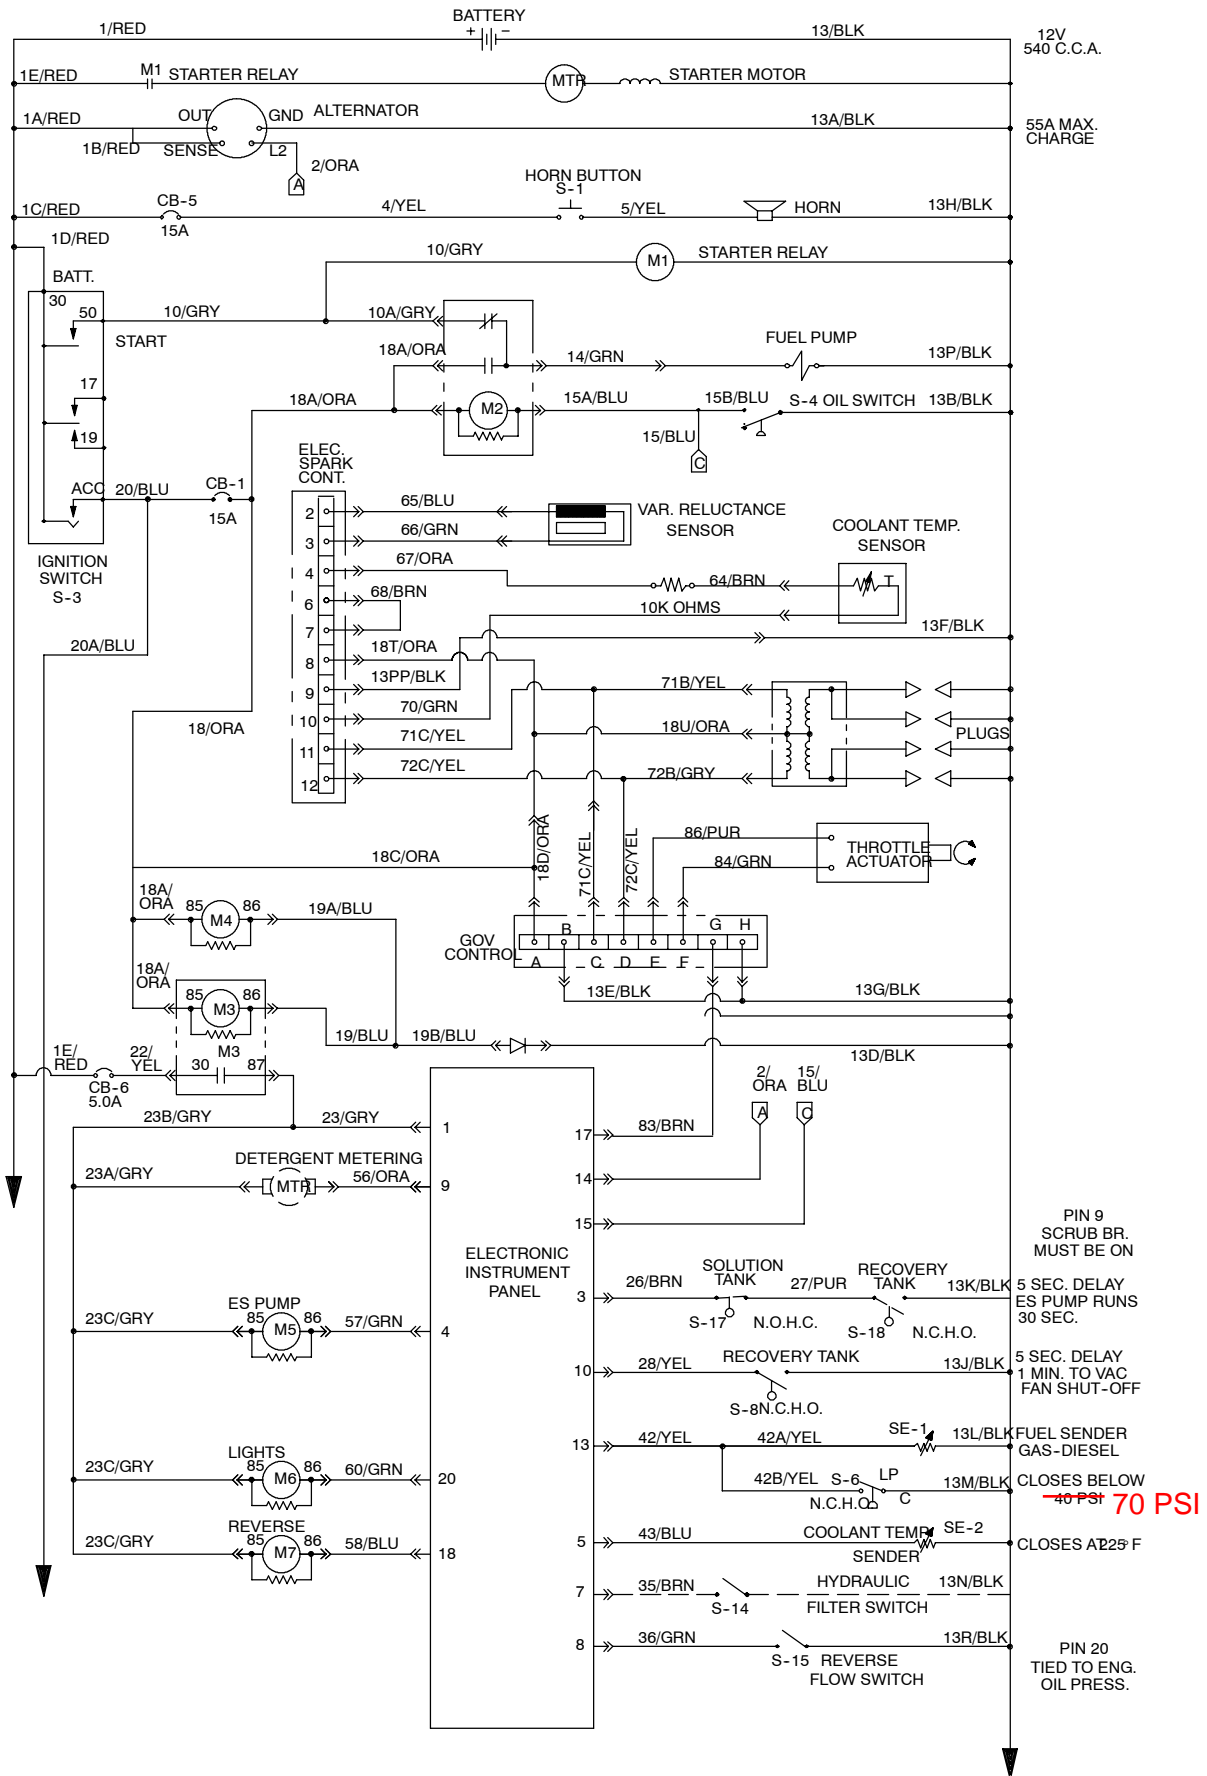 BATTERY
1/RED
+ −
13/BLK
12V
540 C.C.A.
1E/RED
M1
STARTER RELAY
MTR
STARTER MOTOR
1A/RED
OUT
GND
ALTERNATOR
13A/BLK
55A MAX.
CHARGE
1B/RED
SENSE
L2
2/ORA
A
HORN BUTTON
S-1
1C/RED
CB-5
15A
4/YEL
5/YEL
HORN
13H/BLK
1D/RED
10/GRY
M1
STARTER RELAY
BATT.
30
50
10/GRY
10A/GRY
START
18A/ORA
14/GRN
FUEL PUMP
13P/BLK
17
18A/ORA
M2
15A/BLU
15B/BLU
S-4 OIL SWITCH
13B/BLK
19
15/BLU
C
ELEC.
SPARK
CONT.
ACC
20/BLU
CB-1
15A
2
65/BLU
VAR. RELUCTANCE
SENSOR
3
66/GRN
COOLANT TEMP.
SENSOR
IGNITION
SWITCH
S-3
4
67/ORA
64/BRN
T
6
68/BRN
10K OHMS
7
13F/BLK
20A/BLU
8
18T/ORA
9
13PP/BLK
71B/YEL
10
70/GRN
18/ORA
18U/ORA
PLUGS
11
71C/YEL
12
72C/YEL
72B/GRY
18D/ORA
71C/YEL
72C/YEL
86/PUR
84/GRN
THROTTLE
ACTUATOR
18C/ORA
18A/
ORA
85
M4
86
19A/BLU
GOV
CONTROL
A
B
C
D
E
F
G
H
18A/
ORA
85
M3
86
13E/BLK
13G/BLK
19/BLU
19B/BLU
13D/BLK
1E/
RED
22/
YEL
M3
30
87
CB-6
5.0A
2/
ORA
15/
BLU
A
C
23B/GRY
23/GRY
1
17
83/BRN
DETERGENT METERING
23A/GRY
MTR
56/ORA
9
14
15
PIN 9
SCRUB BR.
MUST BE ON
ELECTRONIC
INSTRUMENT
PANEL
SOLUTION
TANK
RECOVERY
TANK
3
26/BRN
27/PUR
13K/BLK
5 SEC. DELAY
ES PUMP RUNS
30 SEC.
S-17
N.O.H.C.
S-18
N.C.H.O.
ES PUMP
23C/GRY
85
M5
86
57/GRN
4
10
28/YEL
RECOVERY TANK
13J/BLK
5 SEC. DELAY
1 MIN. TO VAC
FAN SHUT-OFF
S-8
N.C.H.O.
13
42/YEL
42A/YEL
SE-1
13L/BLK
FUEL SENDER
GAS-DIESEL
LIGHTS
23C/GRY
85
M6
86
60/GRN
20
42B/YEL
S-6
LP
N.C.H.O.
C
13M/BLK
CLOSES BELOW
40 PSI
70 PSI
REVERSE
23C/GRY
85
M7
86
58/BLU
18
5
43/BLU
COOLANT TEMP.
SENDER
SE-2
CLOSES AT 225° F
7
35/BRN
S-14
HYDRAULIC
FILTER SWITCH
13N/BLK
8
36/GRN
S-15
REVERSE
FLOW SWITCH
13R/BLK
PIN 20
TIED TO ENG.
OIL PRESS.